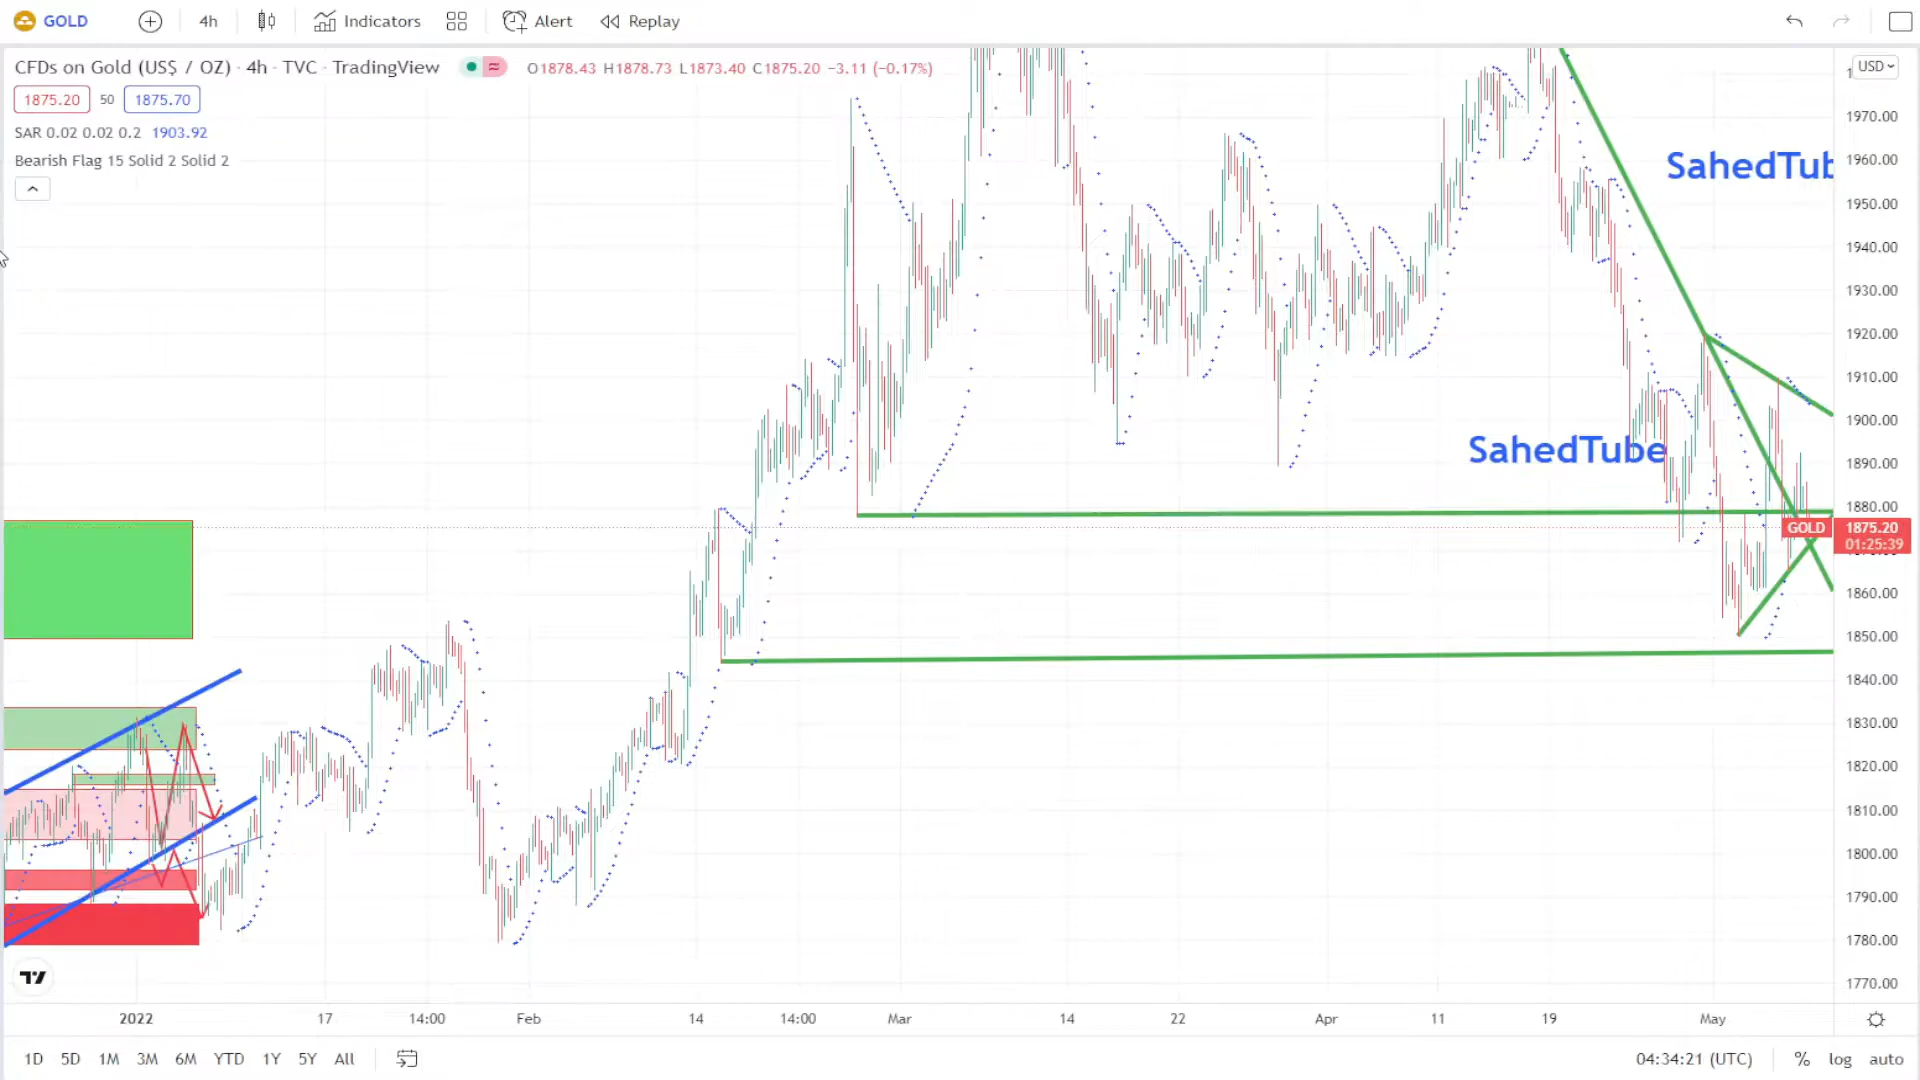 GOLD 4h Indicators Alert Replay
CFDs on Gold (US$ / OZ) · 4h · TVC · TradingView O1878.43 H1878.73 L1873.40 C1875.20 −3.11 (−0.17%)
USD
1875.20 50 1875.70
SAR 0.02 0.02 0.2 1903.92
Bearish Flag 15 Solid 2 Solid 2
1970.00
1960.00
SahedTub
1950.00
1940.00
1930.00
1920.00
1910.00
1900.00
SahedTube
1890.00
1880.00
GOLD 1875.20
01:25:39
1860.00
1850.00
1840.00
1830.00
1820.00
1810.00
1800.00
1790.00
1780.00
1770.00
2022 17 14:00 Feb 14 14:00 Mar 14 22 Apr 11 19 May
1D 5D 1M 3M 6M YTD 1Y 5Y All 04:34:21 (UTC) % log auto